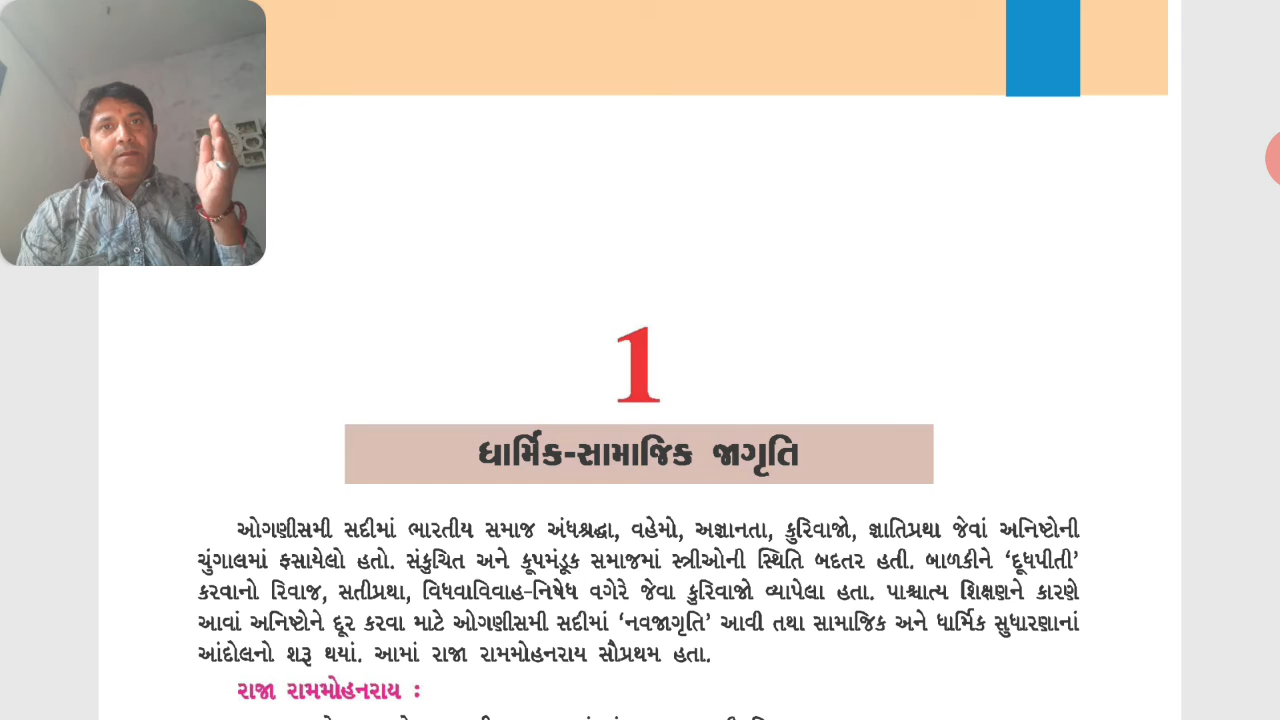 1
ધાર્મિક-સામાજિક જાગૃતિ
ઓગણીસમી સદીમાં ભારતીય સમાજ અંધશ્રદ્ધા, વહેમો, અજ્ઞાનતા, કુરિવાજો, જ્ઞાતિપ્રથા જેવાં અનિષ્ટોની
ચુંગાલમાં ફસાયેલો હતો. સંકુચિત અને કૂપમંડૂક સમાજમાં સ્ત્રીઓની સ્થિતિ બદતર હતી. બાળકીને ‘દૂધપીતી’
કરવાનો રિવાજ, સતીપ્રથા, વિધવાવિવાહ-નિષેધ વગેરે જેવા કુરિવાજો વ્યાપેલા હતા. પાશ્ચાત્ય શિક્ષણને કારણે
આવાં અનિષ્ટોને દૂર કરવા માટે ઓગણીસમી સદીમાં ‘નવજાગૃતિ’ આવી તથા સામાજિક અને ધાર્મિક સુધારણાનાં
આંદોલનો શરૂ થયાં. આમાં રાજા રામમોહનરાય સૌપ્રથમ હતા.
રાજા રામમોહનરાય :